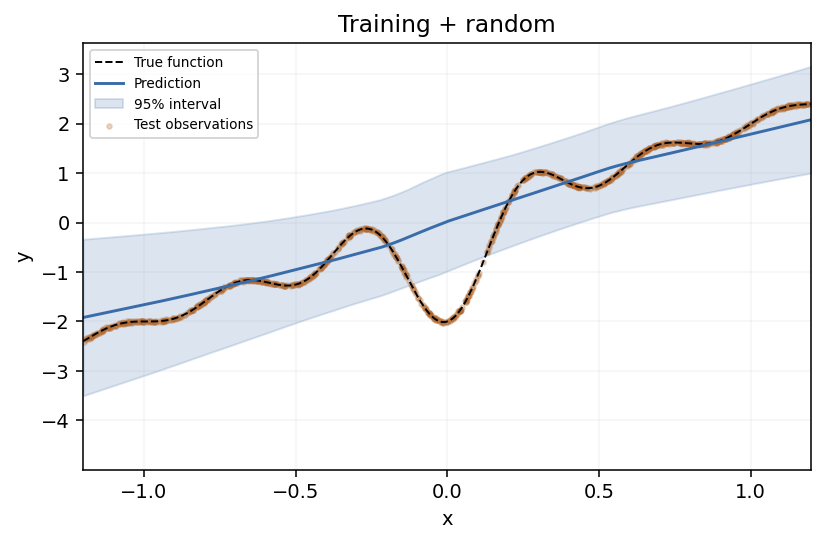 Training + random
True function
Prediction
95% interval
Test observations
3
2
1
0
−1
−2
−3
−4
y
−1.0 −0.5 0.0 0.5 1.0
x